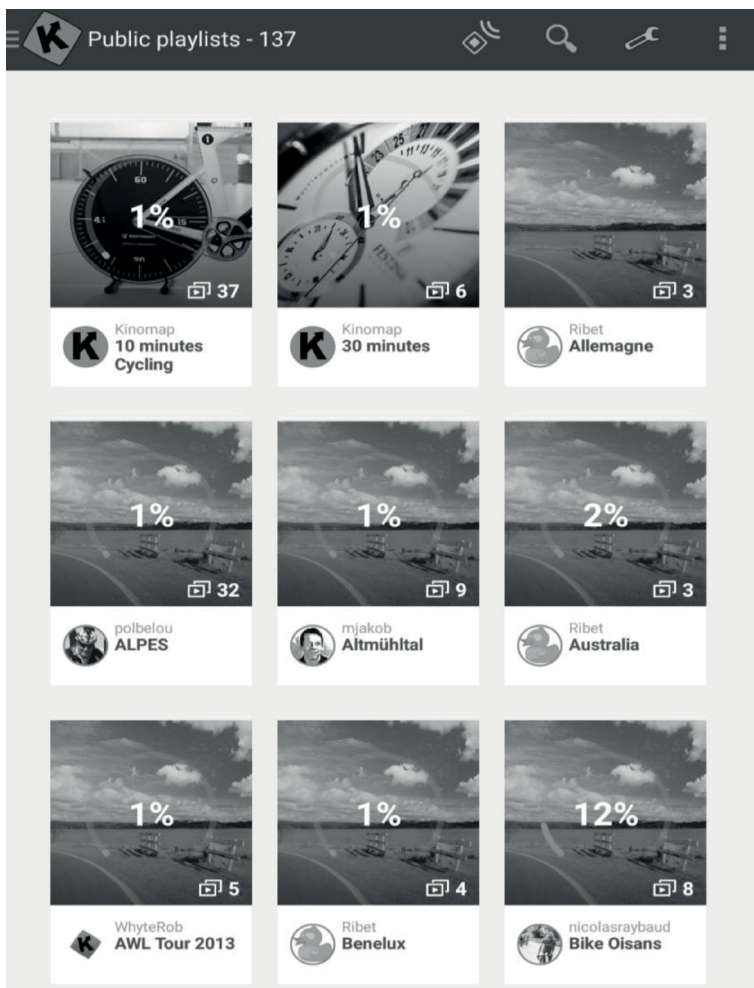 Public playlists - 137
1%
37
Kinomap
10 minutes
Cycling
1%
6
Kinomap
30 minutes
3
Ribet
Allemagne
1%
32
polbelou
ALPES
1%
9
mjakob
Altmühltal
2%
3
Ribet
Australia
1%
5
WhyteRob
AWL Tour 2013
1%
4
Ribet
Benelux
12%
8
nicolasraybaud
Bike Oisans